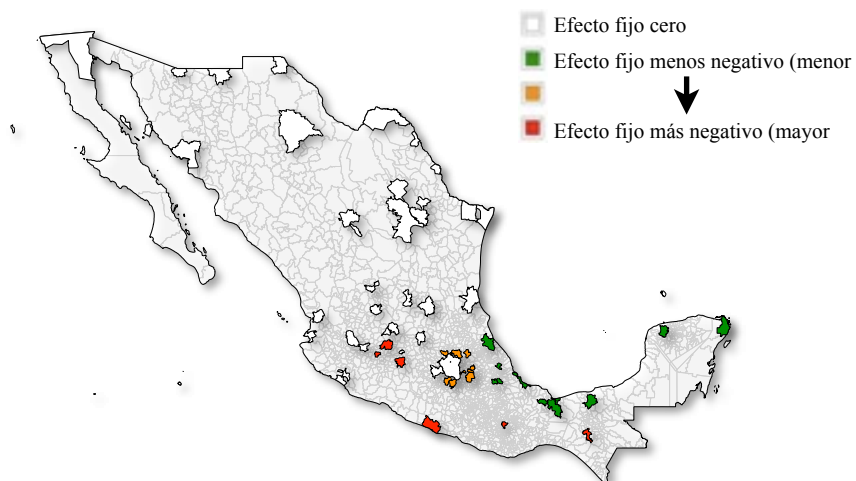 Efecto fijo cero
Efecto fijo menos negativo (menor
Efecto fijo más negativo (mayor